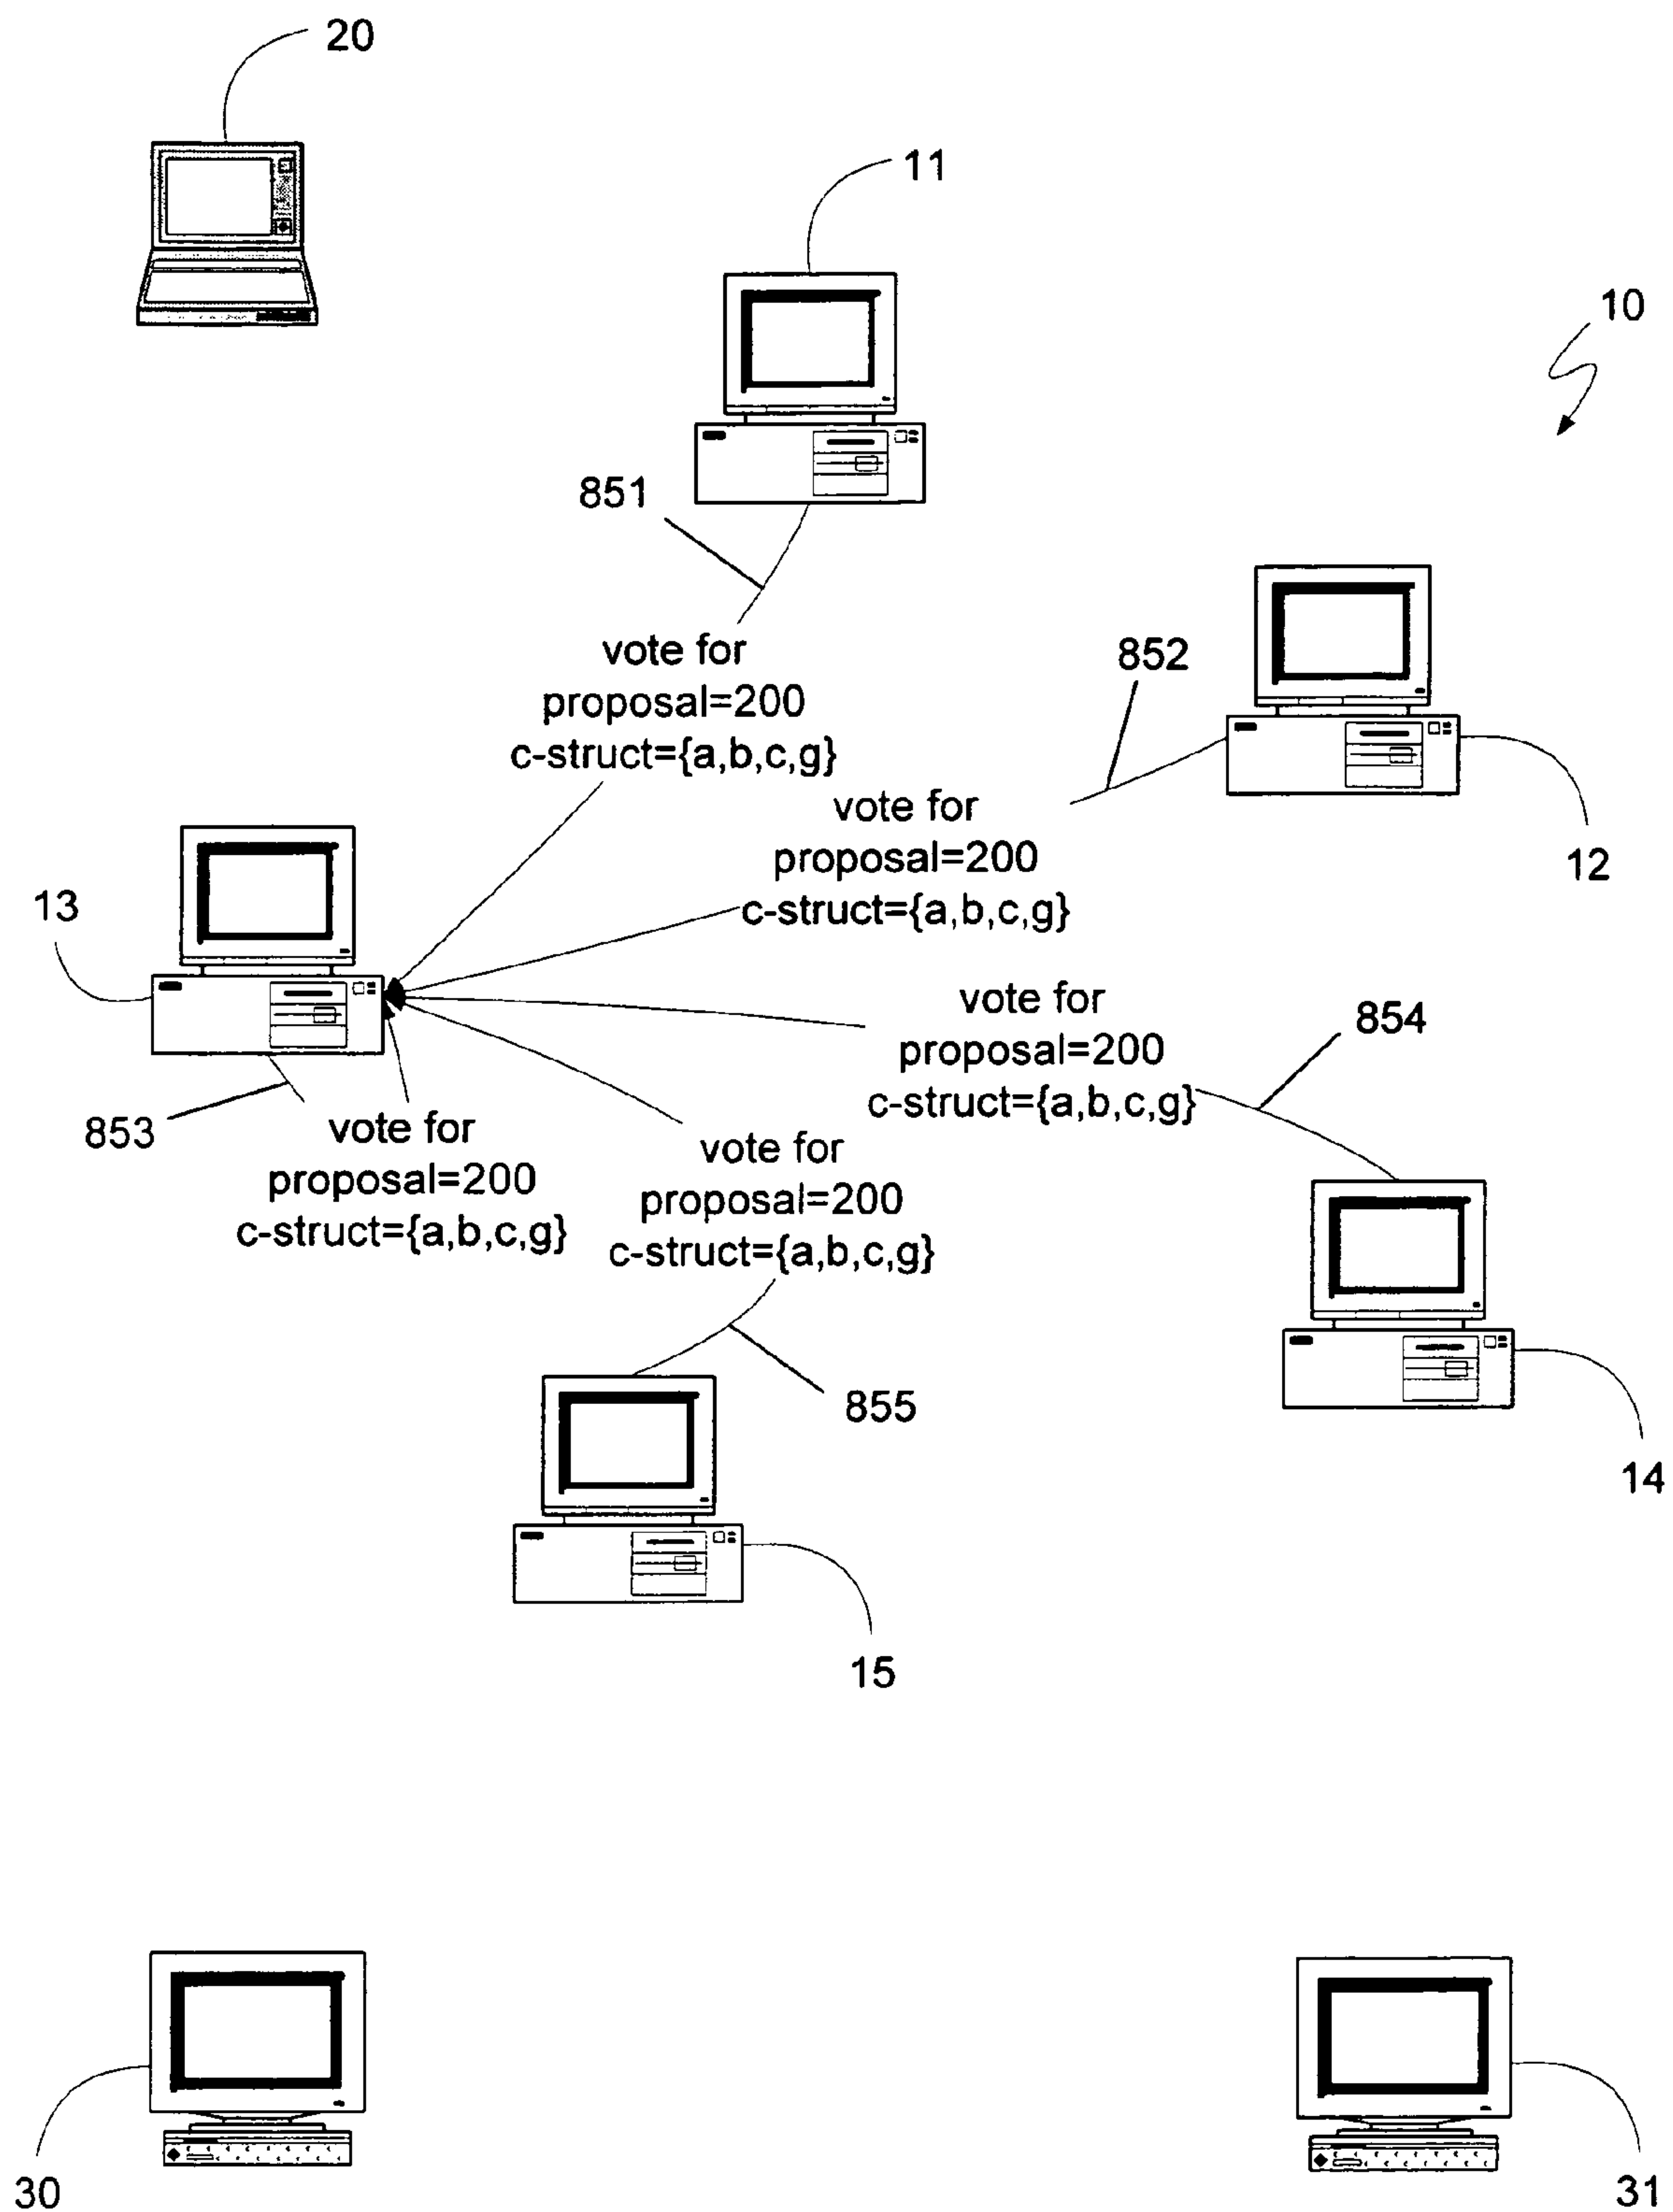 20
11
10
851
vote for
proposal=200
c-struct={a,b,c,g}
852
vote for
proposal=200
c-struct={a,b,c,g}
12
13
vote for
proposal=200
c-struct={a,b,c,g}
854
853
vote for
proposal=200
c-struct={a,b,c,g}
vote for
proposal=200
c-struct={a,b,c,g}
855
14
15
30
31